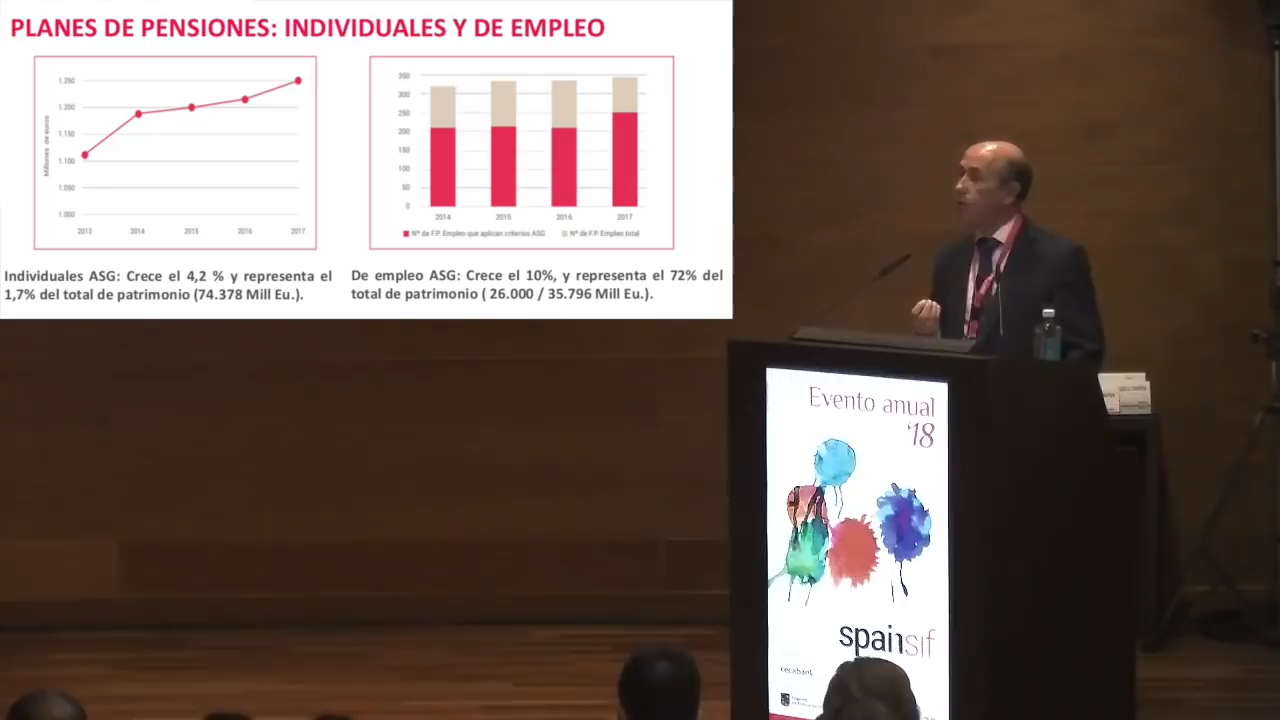 PLANES DE PENSIONES: INDIVIDUALES Y DE EMPLEO
Millones de euros
1.250
1.200
1.150
1.100
1.050
1.000
2013 2014 2015 2016 2017
350
300
250
200
150
100
50
0
2014 2015 2016 2017
Nº de F.P. Empleo que aplican criterios ASG Nº de F.P. Empleo total
Individuales ASG: Crece el 4,2 % y representa el
1,7% del total de patrimonio (74.378 Mill Eu.).
De empleo ASG: Crece el 10%, y representa el 72% del
total de patrimonio ( 26.000 / 35.796 Mill Eu.).
Evento anual
'18
spainsif
cecabank